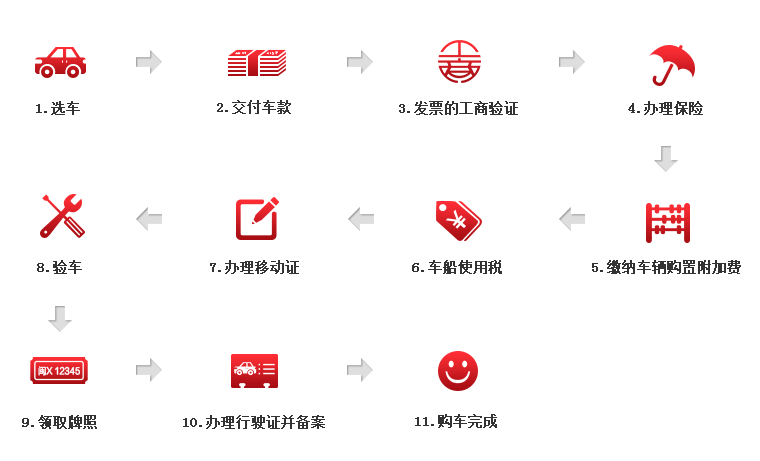 1.选车
2.交付车款
3.发票的工商验证
4.办理保险
8.验车
7.办理移动证
6.车船使用税
5.缴纳车辆购置附加费
闽X 12345
9.领取牌照
10.办理行驶证并备案
11.购车完成